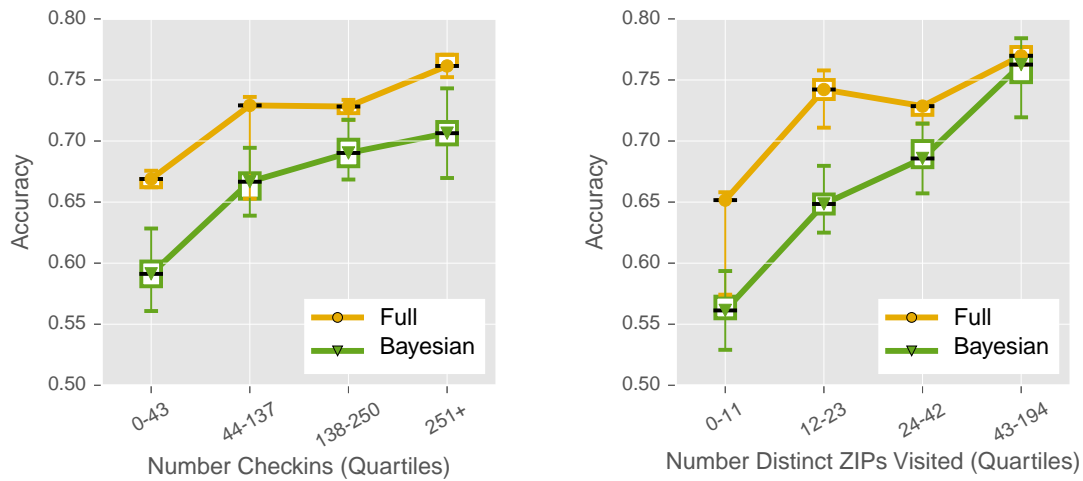 0.80
0.75
0.70
0.65
0.60
0.55
0.50
Accuracy
0-43
44-137
138-250
251+
Number Checkins (Quartiles)
Full
Bayesian
0.80
0.75
0.70
0.65
0.60
0.55
0.50
Accuracy
0-11
12-23
24-42
43-194
Number Distinct ZIPs Visited (Quartiles)
Full
Bayesian